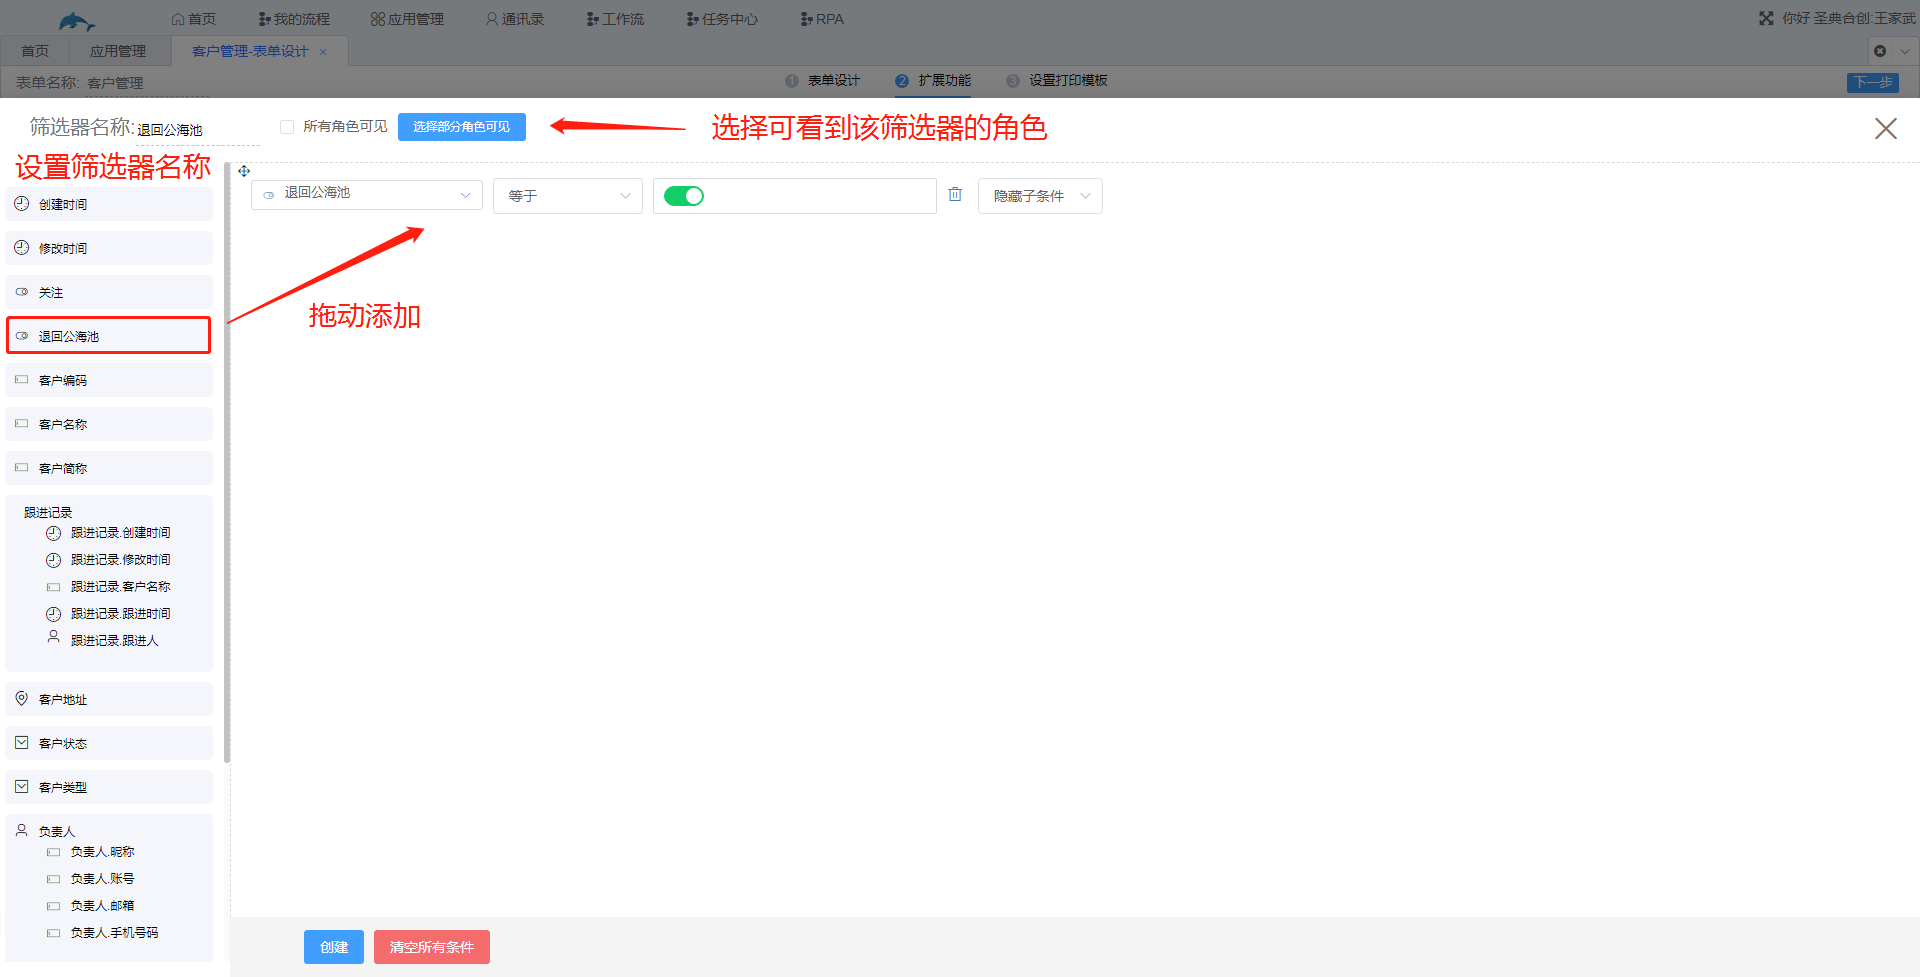 首页
我的流程
应用管理
通讯录
工作流
任务中心
RPA
你好 圣典合创:王家武
首页
应用管理
客户管理-表单设计
表单名称: 客户管理
1 表单设计
2 扩展功能
3 设置打印模板
下一步
筛选器名称: 退回公海池
所有角色可见
选择部分角色可见
选择可看到该筛选器的角色
设置筛选器名称
退回公海池
等于
隐藏子条件
拖动添加
创建时间
修改时间
关注
退回公海池
客户编码
客户名称
客户简称
跟进记录
跟进记录.创建时间
跟进记录.修改时间
跟进记录.客户名称
跟进记录.跟进时间
跟进记录.跟进人
客户地址
客户状态
客户类型
负责人
负责人.昵称
负责人.账号
负责人.邮箱
负责人.手机号码
创建
清空所有条件